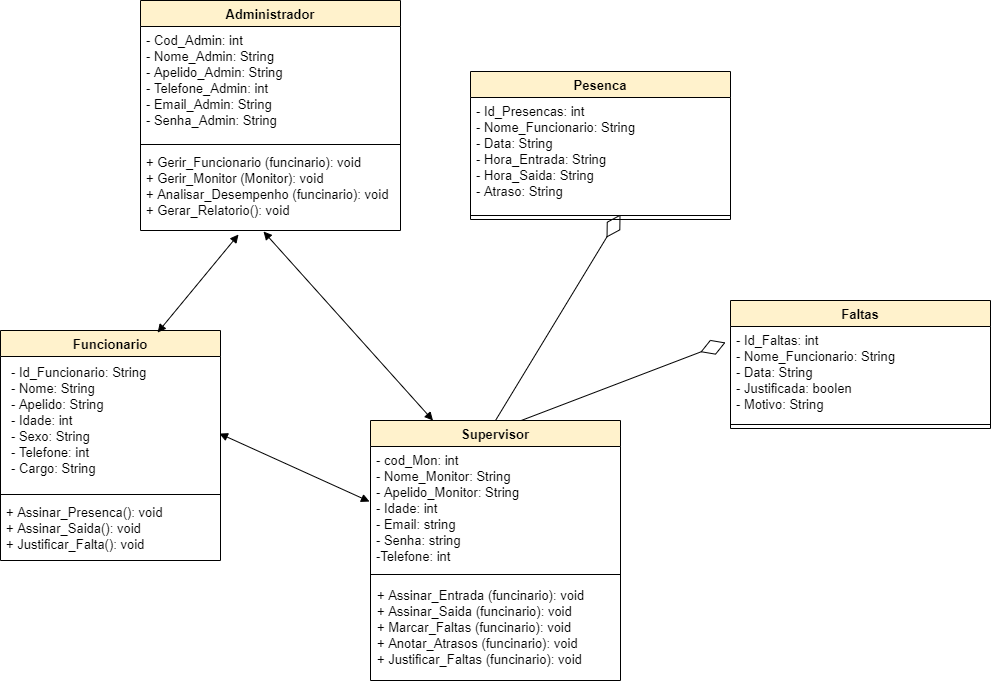 Administrador
- Cod_Admin: int
- Nome_Admin: String
- Apelido_Admin: String
- Telefone_Admin: int
- Email_Admin: String
- Senha_Admin: String
+ Gerir_Funcionario (funcinario): void
+ Gerir_Monitor (Monitor): void
+ Analisar_Desempenho (funcinario): void
+ Gerar_Relatorio(): void
Pesenca
- Id_Presencas: int
- Nome_Funcionario: String
- Data: String
- Hora_Entrada: String
- Hora_Saida: String
- Atraso: String
Faltas
- Id_Faltas: int
- Nome_Funcionario: String
- Data: String
- Justificada: boolen
- Motivo: String
Funcionario
- Id_Funcionario: String
- Nome: String
- Apelido: String
- Idade: int
- Sexo: String
- Telefone: int
- Cargo: String
+ Assinar_Presenca(): void
+ Assinar_Saida(): void
+ Justificar_Falta(): void
Supervisor
- cod_Mon: int
- Nome_Monitor: String
- Apelido_Monitor: String
- Idade: int
- Email: string
- Senha: string
-Telefone: int
+ Assinar_Entrada (funcinario): void
+ Assinar_Saida (funcinario): void
+ Marcar_Faltas (funcinario): void
+ Anotar_Atrasos (funcinario): void
+ Justificar_Faltas (funcinario): void